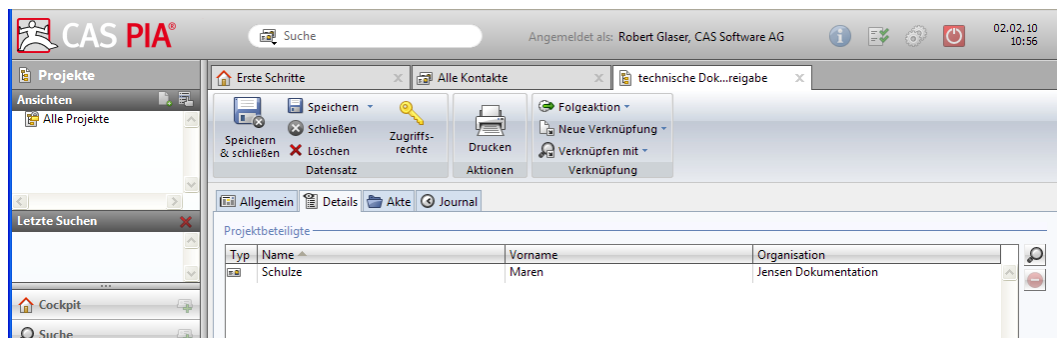 CAS PIA®
Suche
Angemeldet als: Robert Glaser, CAS Software AG
02.02.10
10:56
Projekte
Ansichten
Alle Projekte
Letzte Suchen
Cockpit
Suche
Erste Schritte
Alle Kontakte
technische Dok...reigabe
Speichern & schließen
Speichern
Schließen
Löschen
Zugriffs-
rechte
Datensatz
Drucken
Aktionen
Folgeaktion
Neue Verknüpfung
Verknüpfen mit
Verknüpfung
Allgemein Details Akte Journal
Projektbeteiligte
Typ Name Vorname Organisation
Schulze Maren Jensen Dokumentation